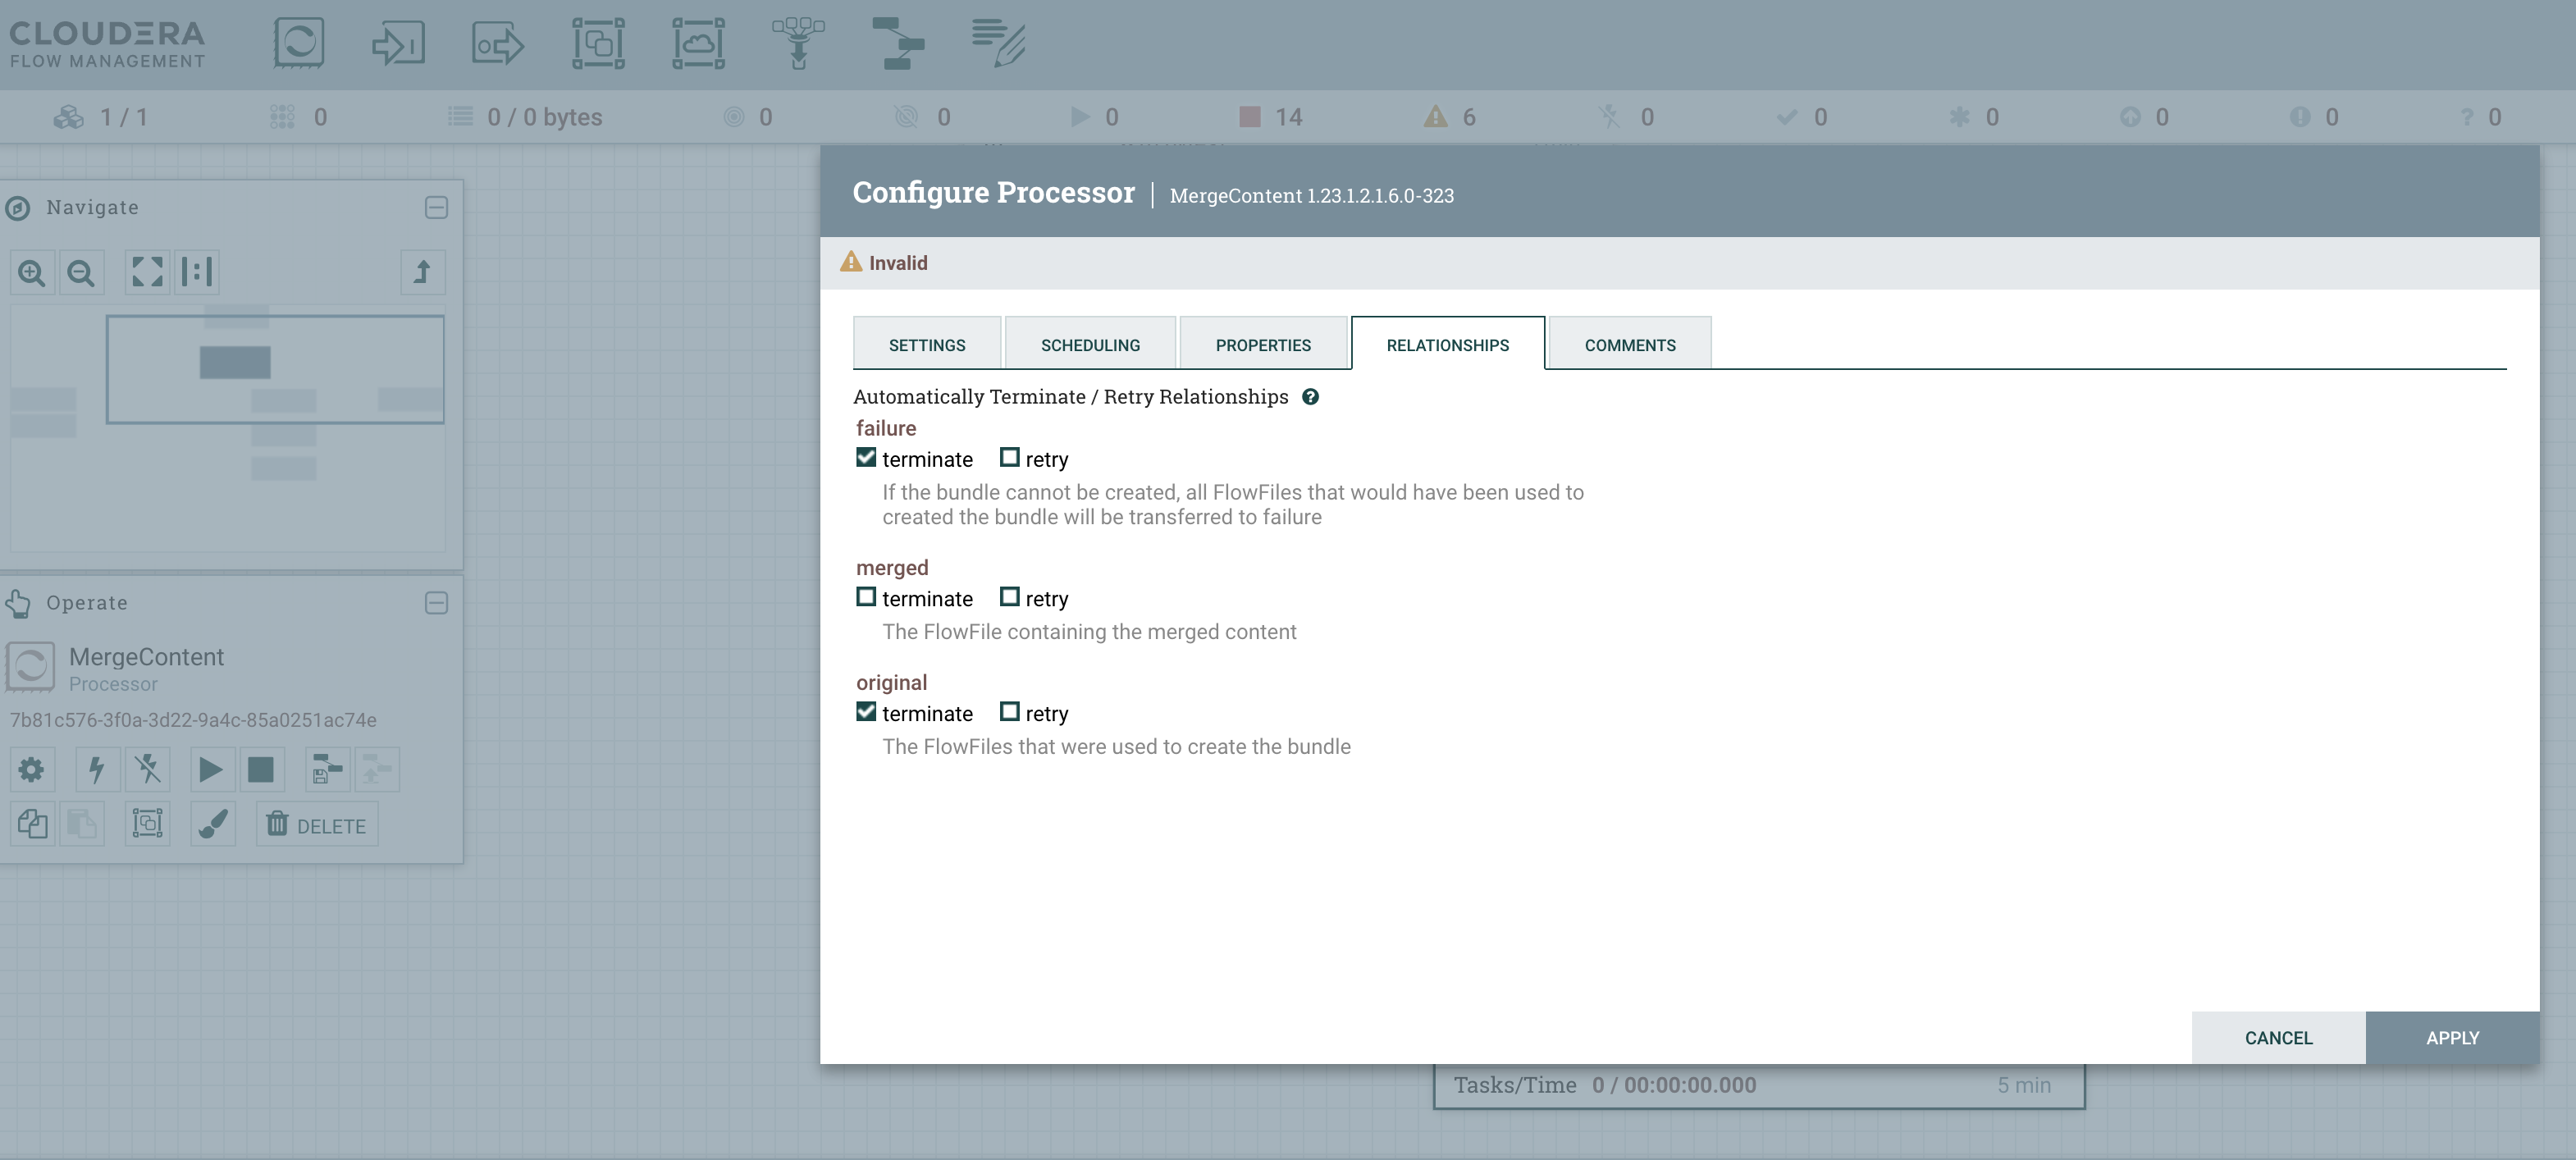 CLOUDERA
FLOW MANAGEMENT
1 / 1
0
0 / 0 bytes
0
0
0
14
6
0
0
0
0
0
? 0
Navigate
Operate
MergeContent
Processor
7b81c576-3f0a-3d22-9a4c-85a0251ac74e
DELETE
Configure Processor | MergeContent 1.23.1.2.1.6.0-323
Invalid
SETTINGS
SCHEDULING
PROPERTIES
RELATIONSHIPS
COMMENTS
Automatically Terminate / Retry Relationships ?
failure
terminate retry
If the bundle cannot be created, all FlowFiles that would have been used to
created the bundle will be transferred to failure
merged
terminate retry
The FlowFile containing the merged content
original
terminate retry
The FlowFiles that were used to create the bundle
CANCEL
APPLY
Tasks/Time 0 / 00:00:00.000 5 min